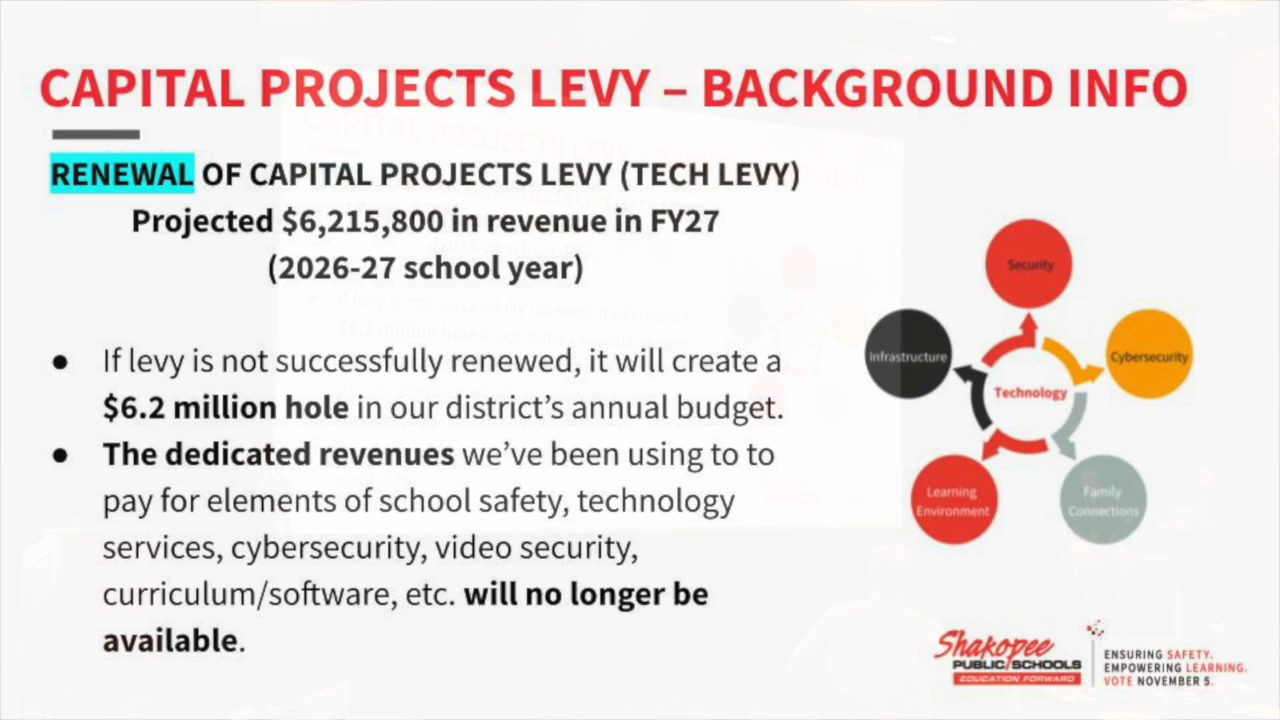 CAPITAL PROJECTS LEVY – BACKGROUND INFO
RENEWAL OF CAPITAL PROJECTS LEVY (TECH LEVY)
Projected $6,215,800 in revenue in FY27
(2026-27 school year)
● If levy is not successfully renewed, it will create a
$6.2 million hole in our district’s annual budget.
● The dedicated revenues we’ve been using to to
pay for elements of school safety, technology
services, cybersecurity, video security,
curriculum/software, etc. will no longer be
available.
Security
Infrastructure
Cybersecurity
Technology
Learning
Environment
Family
Connections
Shakopee
PUBLIC SCHOOLS
EDUCATION FORWARD
ENSURING SAFETY.
EMPOWERING LEARNING.
VOTE NOVEMBER 5.